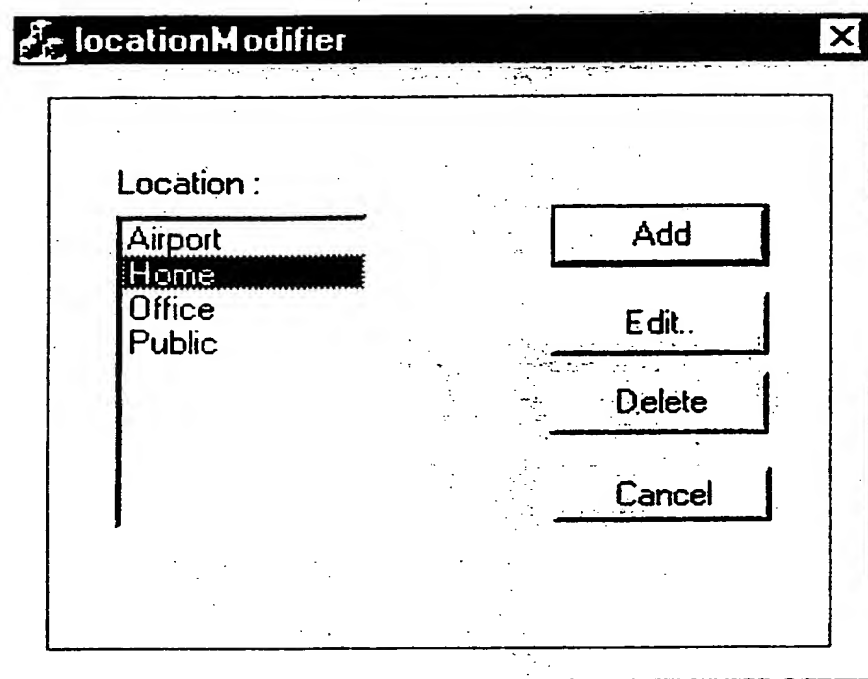 locationModifier
Location :
Airport
Home
Office
Public
Add
Edit..
Delete
Cancel